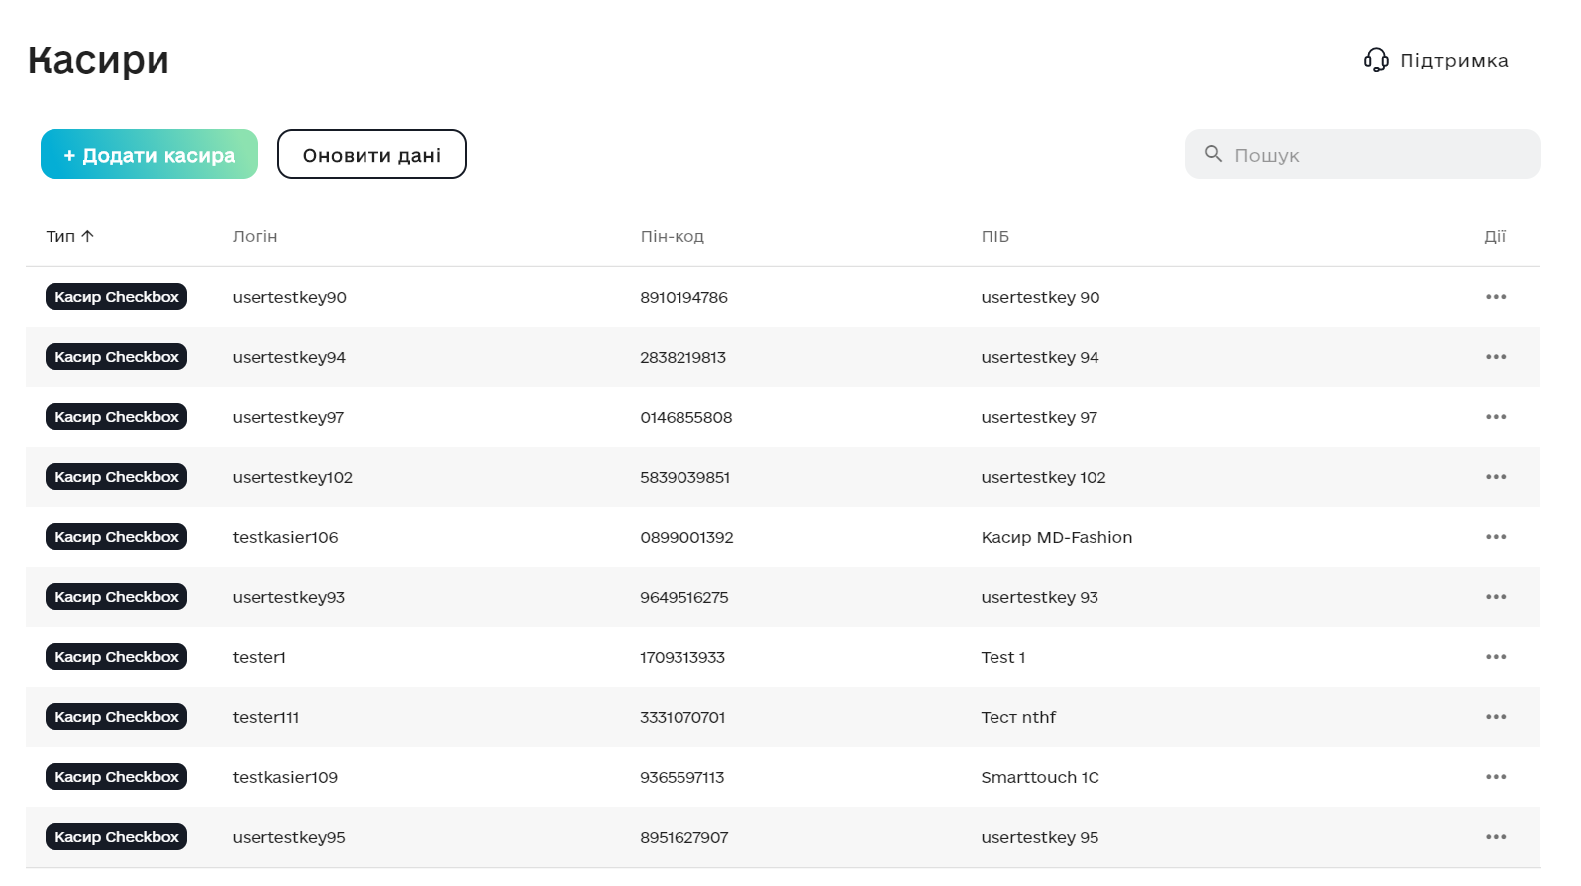 Касири
Підтримка
+ Додати касира
Оновити дані
Пошук
Тип ↑ Логін Пін-код ПІБ Дії
Касир Checkbox usertestkey90 8910194786 usertestkey 90
Касир Checkbox usertestkey94 2838219813 usertestkey 94
Касир Checkbox usertestkey97 0146855808 usertestkey 97
Касир Checkbox usertestkey102 5839039851 usertestkey 102
Касир Checkbox testkasier106 0899001392 Касир MD-Fashion
Касир Checkbox usertestkey93 9649516275 usertestkey 93
Касир Checkbox tester1 1709313933 Test 1
Касир Checkbox tester111 3331070701 Тест nthf
Касир Checkbox testkasier109 9365597113 Smarttouch 1С
Касир Checkbox usertestkey95 8951627907 usertestkey 95